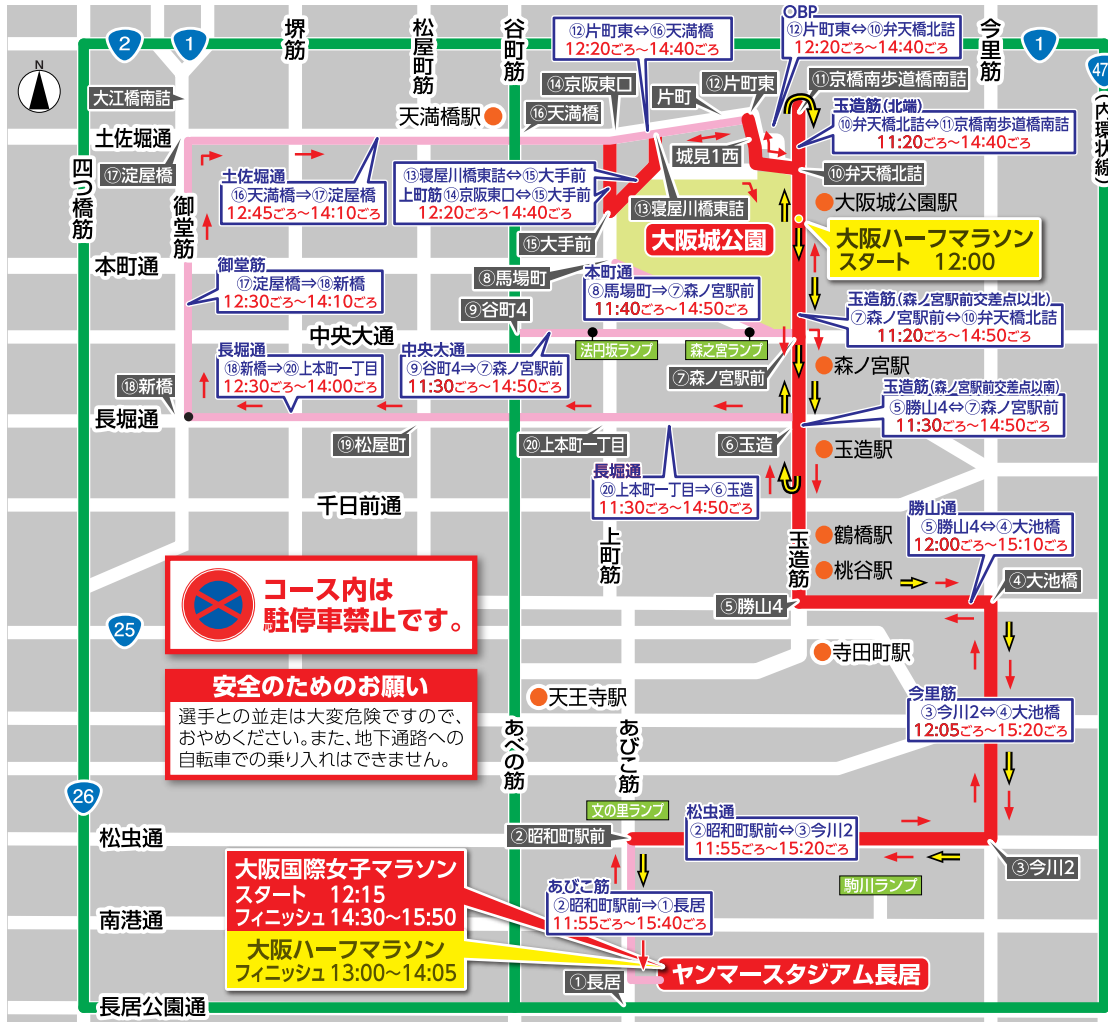 N
2
1
堺筋
松屋町筋
谷町筋
⑫片町東⇔⑯天満橋
12:20ごろ～14:40ごろ
OBP
⑫片町東⇔⑩弁天橋北詰
12:20ごろ～14:40ごろ
今里筋
1
47
(内環状線)
大江橋南詰
天満橋駅
⑯天満橋
⑭京阪東口
片町
⑫片町東
⑪京橋南歩道橋南詰
玉造筋(北端)
⑩弁天橋北詰⇔⑪京橋南歩道橋南詰
11:20ごろ～14:40ごろ
土佐堀通
⑰淀屋橋
四つ橋筋
御堂筋
土佐堀通
⑯天満橋⇒⑰淀屋橋
12:45ごろ～14:10ごろ
⑬寝屋川橋東詰⇔⑮大手前
上町筋⑭京阪東口⇔⑮大手前
12:20ごろ～14:40ごろ
城見1西
⑩弁天橋北詰
⑬寝屋川橋東詰
大阪城公園駅
⑮大手前
大阪城公園
大阪ハーフマラソン
スタート 12:00
本町通
御堂筋
⑰淀屋橋⇒⑱新橋
12:30ごろ～14:10ごろ
⑧馬場町
本町通
⑧馬場町⇒⑦森ノ宮駅前
11:40ごろ～14:50ごろ
⑨谷町4
玉造筋(森ノ宮駅前交差点以北)
⑦森ノ宮駅前⇔⑩弁天橋北詰
11:20ごろ～14:50ごろ
中央大通
法円坂ランプ
森之宮ランプ
長堀通
⑱新橋⇒⑳上本町一丁目
12:30ごろ～14:00ごろ
中央大通
⑨谷町4⇒⑦森ノ宮駅前
11:30ごろ～14:50ごろ
⑦森ノ宮駅前
森ノ宮駅
⑱新橋
玉造筋(森ノ宮駅前交差点以南)
⑤勝山4⇔⑦森ノ宮駅前
11:30ごろ～14:50ごろ
長堀通
⑲松屋町
⑳上本町一丁目
⑥玉造
玉造駅
長堀通
⑳上本町一丁目⇒⑥玉造
11:30ごろ～14:50ごろ
千日前通
上町筋
玉造筋
鶴橋駅
桃谷駅
勝山通
⑤勝山4⇔④大池橋
12:00ごろ～15:10ごろ
④大池橋
⑤勝山4
コース内は
駐停車禁止です。
25
寺田町駅
安全のためのお願い
選手との並走は大変危険ですので、
おやめください。また、地下通路への
自転車での乗り入れはできません。
天王寺駅
あべの筋
あびこ筋
今里筋
③今川2⇔④大池橋
12:05ごろ～15:20ごろ
26
文の里ランプ
松虫通
②昭和町駅前
松虫通
②昭和町駅前⇔③今川2
11:55ごろ～15:20ごろ
③今川2
駒川ランプ
大阪国際女子マラソン
スタート 12:15
フィニッシュ 14:30～15:50
大阪ハーフマラソン
フィニッシュ 13:00～14:05
あびこ筋
②昭和町駅前⇒①長居
11:55ごろ～15:40ごろ
南港通
①長居
ヤンマースタジアム長居
長居公園通